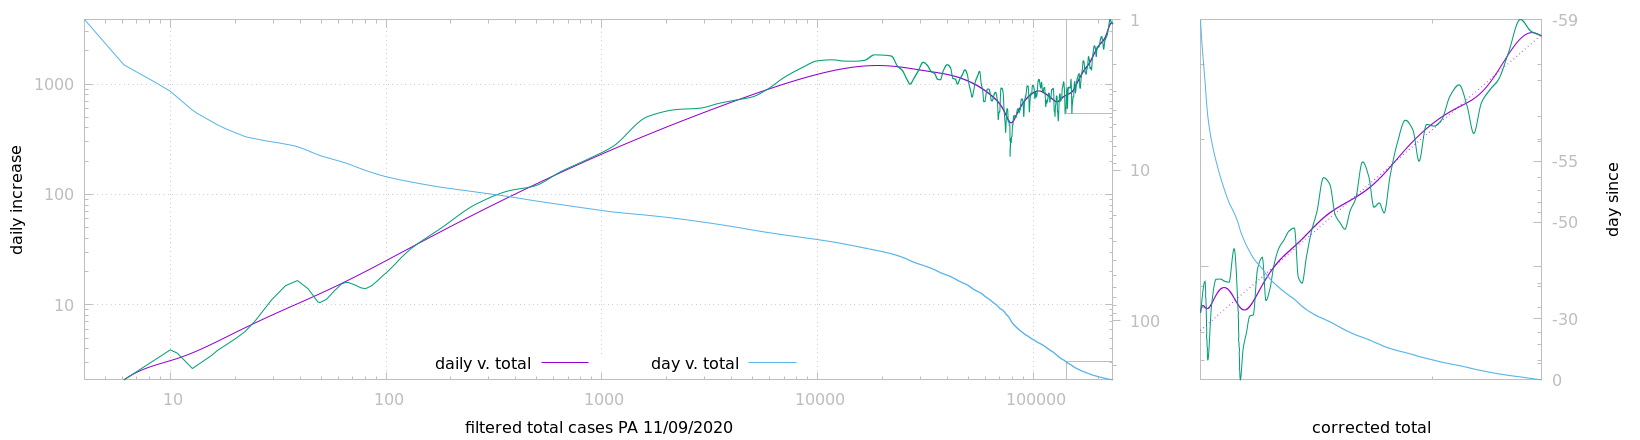 1
-59
1000
daily increase
-55
10
day since
100
-50
10
-30
100
daily v. total
day v. total
0
10
100
1000
10000
100000
filtered total cases PA 11/09/2020
corrected total